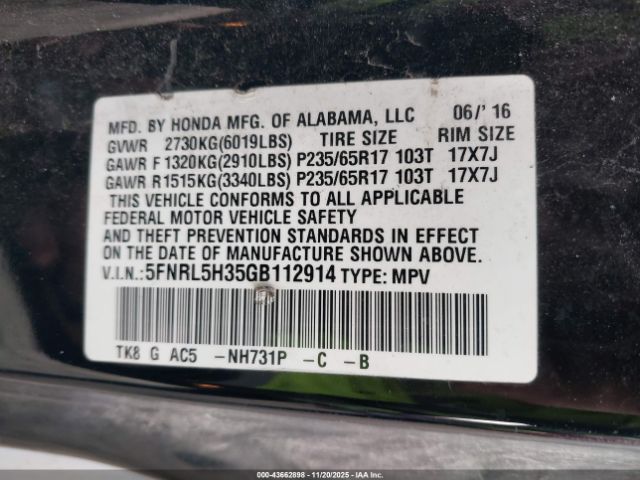 MFD. BY HONDA MFG. OF ALABAMA, LLC 06/' 16
GVWR 2730KG(6019LBS) TIRE SIZE RIM SIZE
GAWR F 1320KG(2910LBS) P235/65R17 103T 17X7J
GAWR R1515KG(3340LBS) P235/65R17 103T 17X7J
THIS VEHICLE CONFORMS TO ALL APPLICABLE
FEDERAL MOTOR VEHICLE SAFETY
AND THEFT PREVENTION STANDARDS IN EFFECT
ON THE DATE OF MANUFACTURE SHOWN ABOVE.
V.I.N.:5FNRL5H35GB112914 TYPE: MPV
TK8 G AC5 -NH731P -C -B
000-43662898 - 11/20/2025 - IAAI.COM